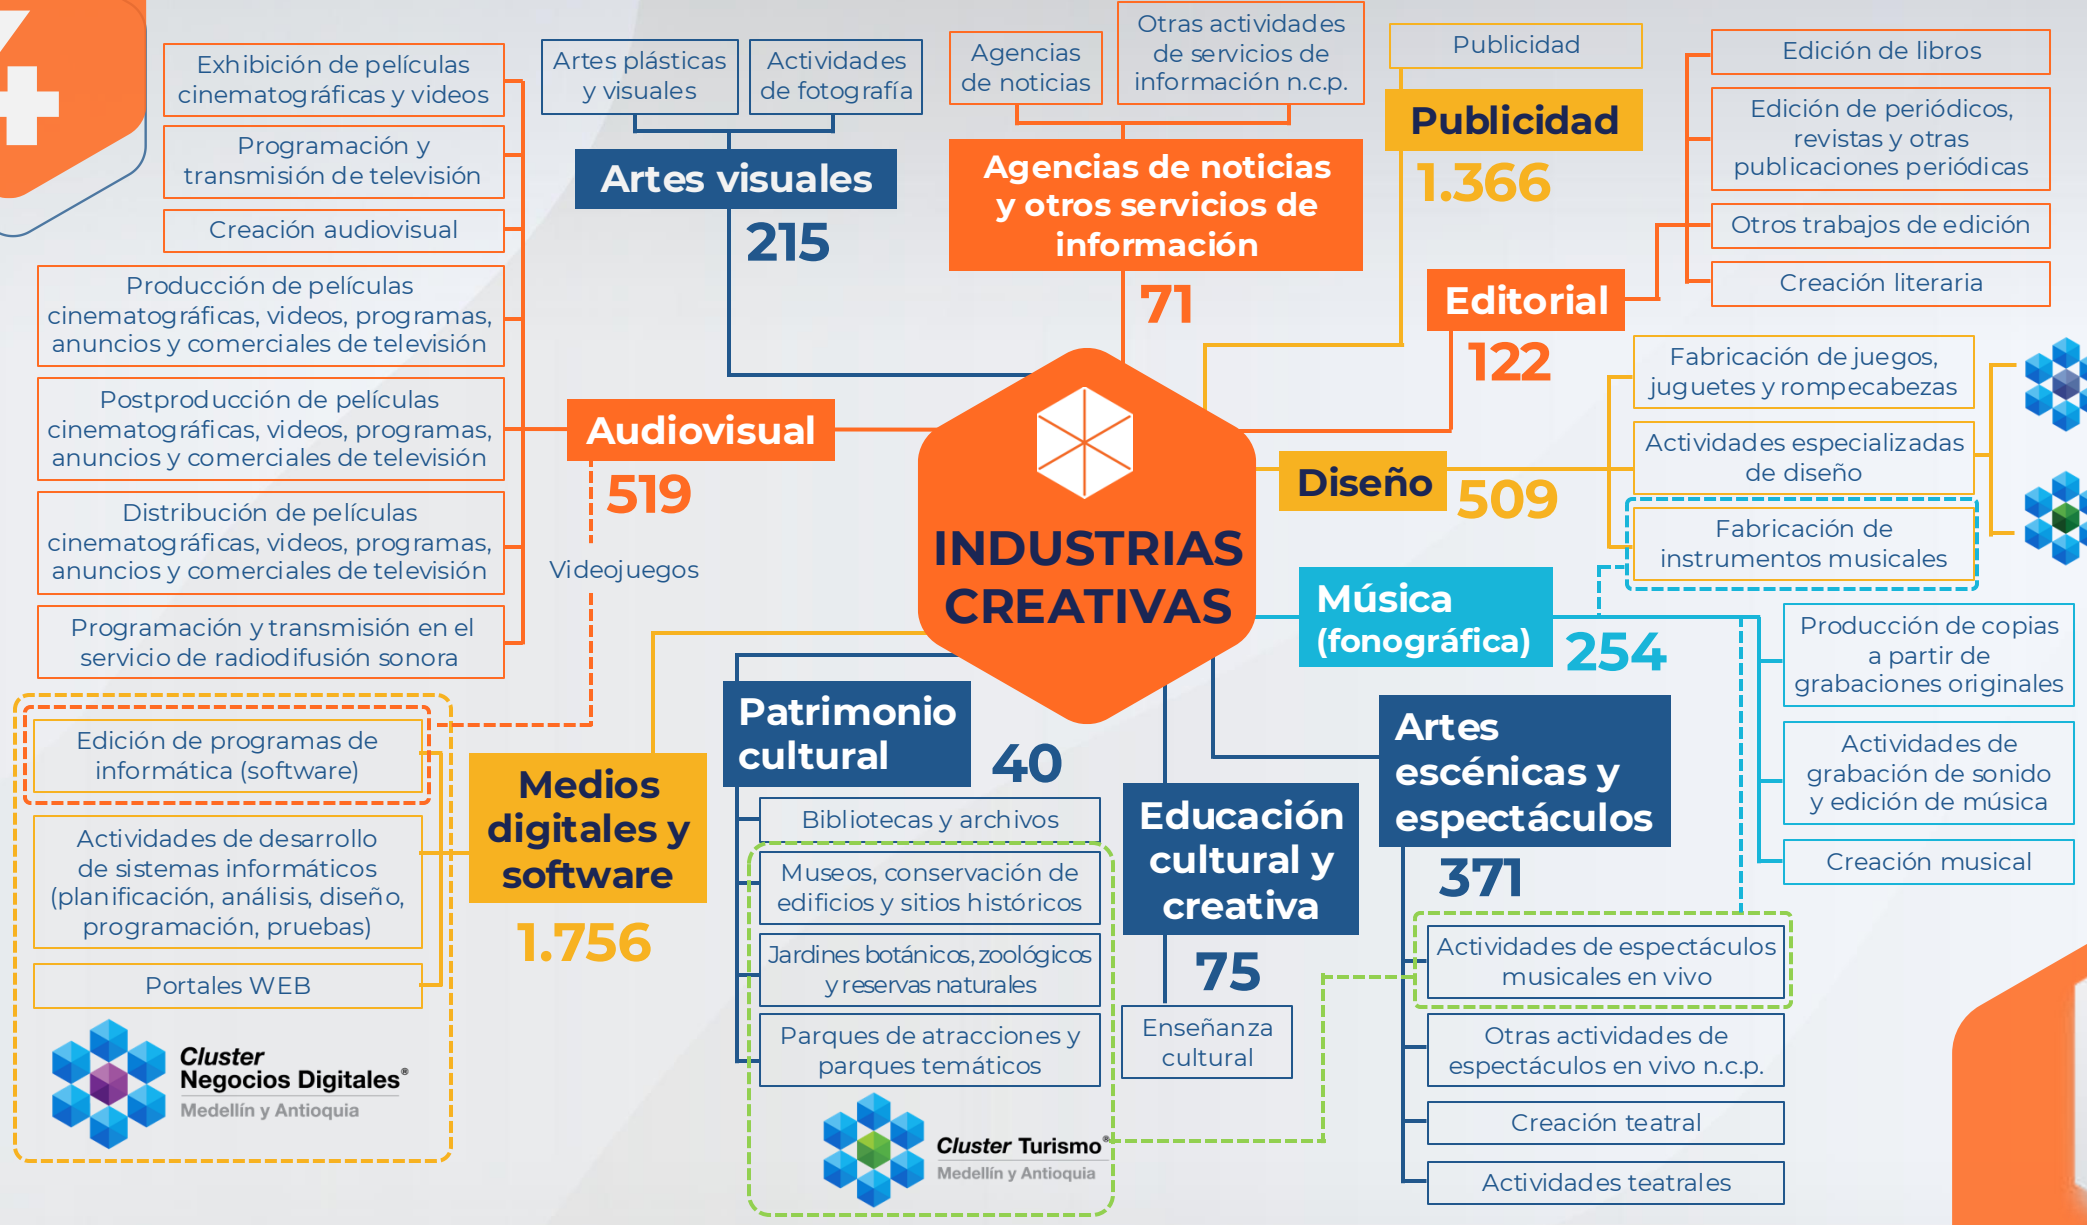 Exhibición de películas
cinematográficas y videos
Programación y
transmisión de televisión
Creación audiovisual
Producción de películas
cinematográficas, videos, programas,
anuncios y comerciales de televisión
Postproducción de películas
cinematográficas, videos, programas,
anuncios y comerciales de televisión
Distribución de películas
cinematográficas, videos, programas,
anuncios y comerciales de televisión
Programación y transmisión en el
servicio de radiodifusión sonora
Audiovisual
519
Videojuegos
Artes plásticas
y visuales
Actividades
de fotografía
Artes visuales
215
Agencias
de noticias
Otras actividades
de servicios de
información n.c.p.
Agencias de noticias
y otros servicios de
información
71
Publicidad
Publicidad
1.366
Edición de libros
Edición de periódicos,
revistas y otras
publicaciones periódicas
Otros trabajos de edición
Creación literaria
Editorial
122
Fabricación de juegos,
juguetes y rompecabezas
Actividades especializadas
de diseño
Fabricación de
instrumentos musicales
Diseño
509
INDUSTRIAS
CREATIVAS
Música
(fonográfica)
254
Producción de copias
a partir de
grabaciones originales
Actividades de
grabación de sonido
y edición de música
Creación musical
Edición de programas de
informática (software)
Actividades de desarrollo
de sistemas informáticos
(planificación, análisis, diseño,
programación, pruebas)
Portales WEB
Cluster
Negocios Digitales®
Medellín y Antioquia
Medios
digitales y
software
1.756
Patrimonio
cultural
40
Bibliotecas y archivos
Museos, conservación de
edificios y sitios históricos
Jardines botánicos, zoológicos
y reservas naturales
Parques de atracciones y
parques temáticos
Cluster Turismo®
Medellín y Antioquia
Educación
cultural y
creativa
75
Enseñanza
cultural
Artes
escénicas y
espectáculos
371
Actividades de espectáculos
musicales en vivo
Otras actividades de
espectáculos en vivo n.c.p.
Creación teatral
Actividades teatrales